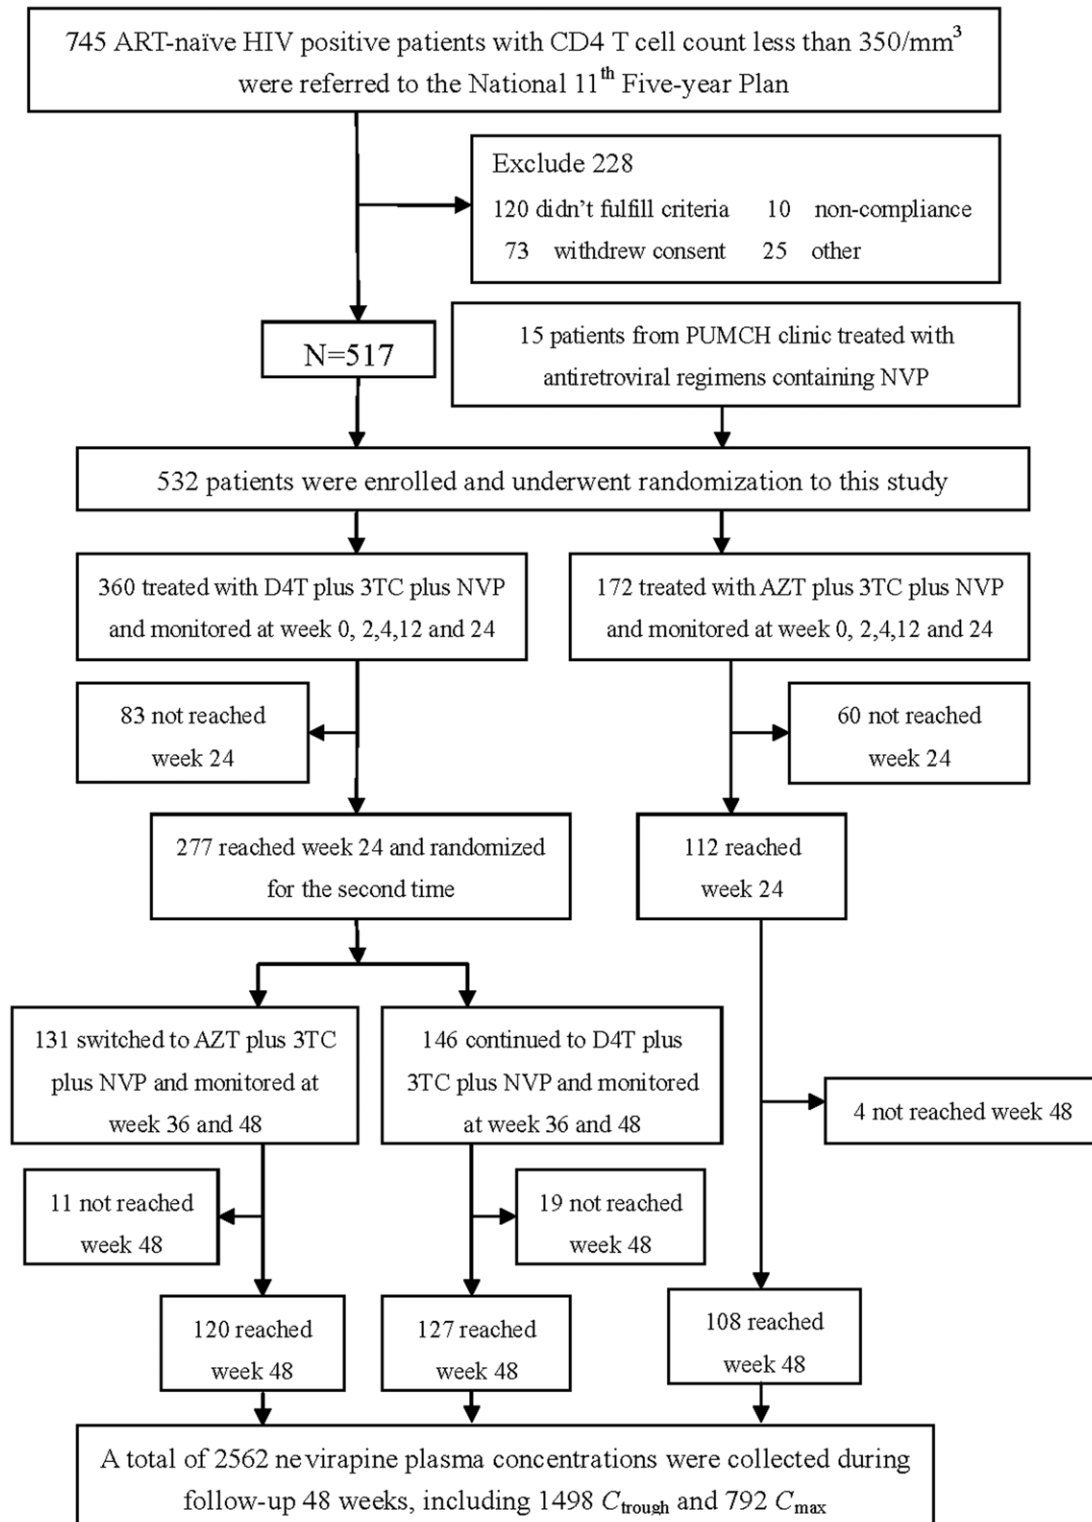 745 ART-naïve HIV positive patients with CD4 T cell count less than 350/mm³
were referred to the National 11th Five-year Plan
Exclude 228
120 didn't fulfill criteria 10 non-compliance
73 withdrew consent 25 other
N=517
15 patients from PUMCH clinic treated with
antiretroviral regimens containing NVP
532 patients were enrolled and underwent randomization to this study
360 treated with D4T plus 3TC plus NVP
and monitored at week 0, 2,4,12 and 24
172 treated with AZT plus 3TC plus NVP
and monitored at week 0, 2,4,12 and 24
83 not reached
week 24
60 not reached
week 24
277 reached week 24 and randomized
for the second time
112 reached
week 24
131 switched to AZT plus 3TC
plus NVP and monitored at
week 36 and 48
146 continued to D4T plus
3TC plus NVP and monitored
at week 36 and 48
4 not reached week 48
11 not reached
week 48
19 not reached
week 48
120 reached
week 48
127 reached
week 48
108 reached
week 48
A total of 2562 nevirapine plasma concentrations were collected during
follow-up 48 weeks, including 1498 Ctrough and 792 Cmax